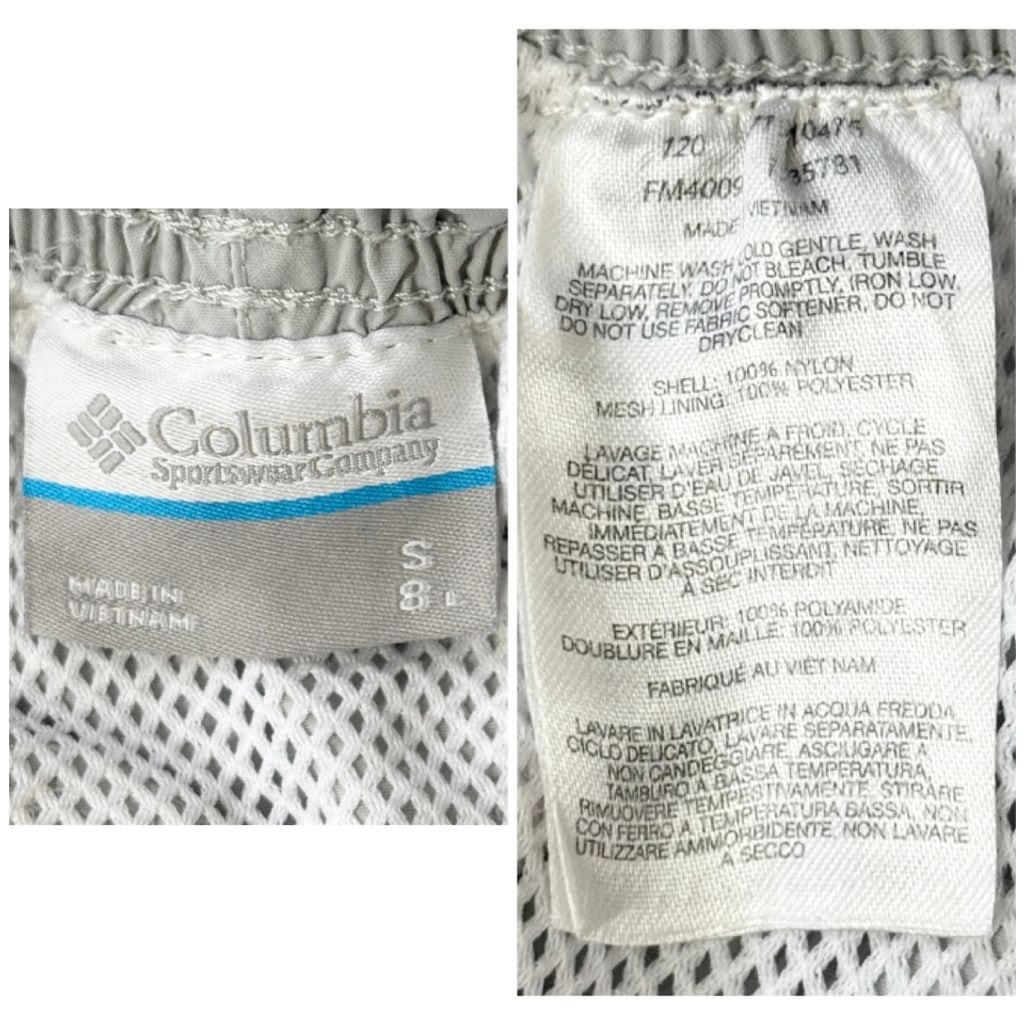 Columbia
Sportswear Company
S
8 L
MADE IN
VIETNAM
120
FM4009 35781
MADE VIETNAM
MACHINE WASH OLD GENTLE, WASH
SEPARATELY, DO NOT BLEACH, TUMBLE
DRY LOW, REMOVE PROMPTLY, IRON LOW,
DO NOT USE FABRIC SOFTENER, DO NOT
DRYCLEAN
SHELL: 100% NYLON
MESH LINING: 100% POLYESTER
LAVAGE MACHINE A FROID, CYCLE
DÉLICAT, LAVER SÉPARÉMENT, NE PAS
UTILISER D'EAU DE JAVEL, SÉCHAGE
MACHINE, BASSE TEMPÉRATURE, SORTIR
IMMÉDIATEMENT DE LA MACHINE,
REPASSER A BASSE TEMPÉRATURE, NE PAS
UTILISER D'ASSOUPLISSANT, NETTOYAGE
A SEC INTERDIT
EXTÉRIEUR: 100% POLYAMIDE
DOUBLURE EN MAILLE: 100% POLYESTER
FABRIQUÉ AU VIÊT NAM
LAVARE IN LAVATRICE IN ACQUA FREDDA,
CICLO DELICATO, LAVARE SEPARATAMENTE,
NON CANDEGGIARE, ASCIUGARE A
TAMBURO A BASSA TEMPERATURA,
RIMUOVERE TEMPESTIVAMENTE, STIRARE
CON FERRO A TEMPERATURA BASSA, NON
UTILIZZARE AMMORBIDENTE, NON LAVARE
A SECCO